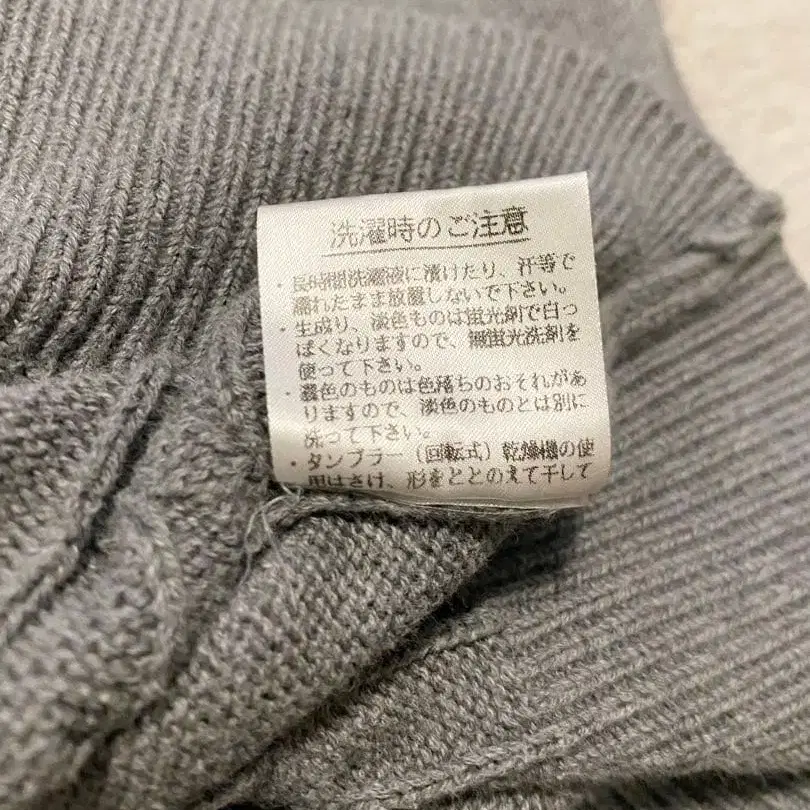 洗濯時のご注意
・長時間洗濯液に漬けたり、汗等で
濡れたまま放置しないで下さい。
・生成り、淡色ものは蛍光剤で白っ
ぽくなりますので、無蛍光洗剤を
使って下さい。
・濃色のものは色落ちのおそれがあ
りますので、淡色のものとは別に
洗って下さい。
・タンブラー（回転式）乾燥機の使
用はさけ、形をととのえて干して